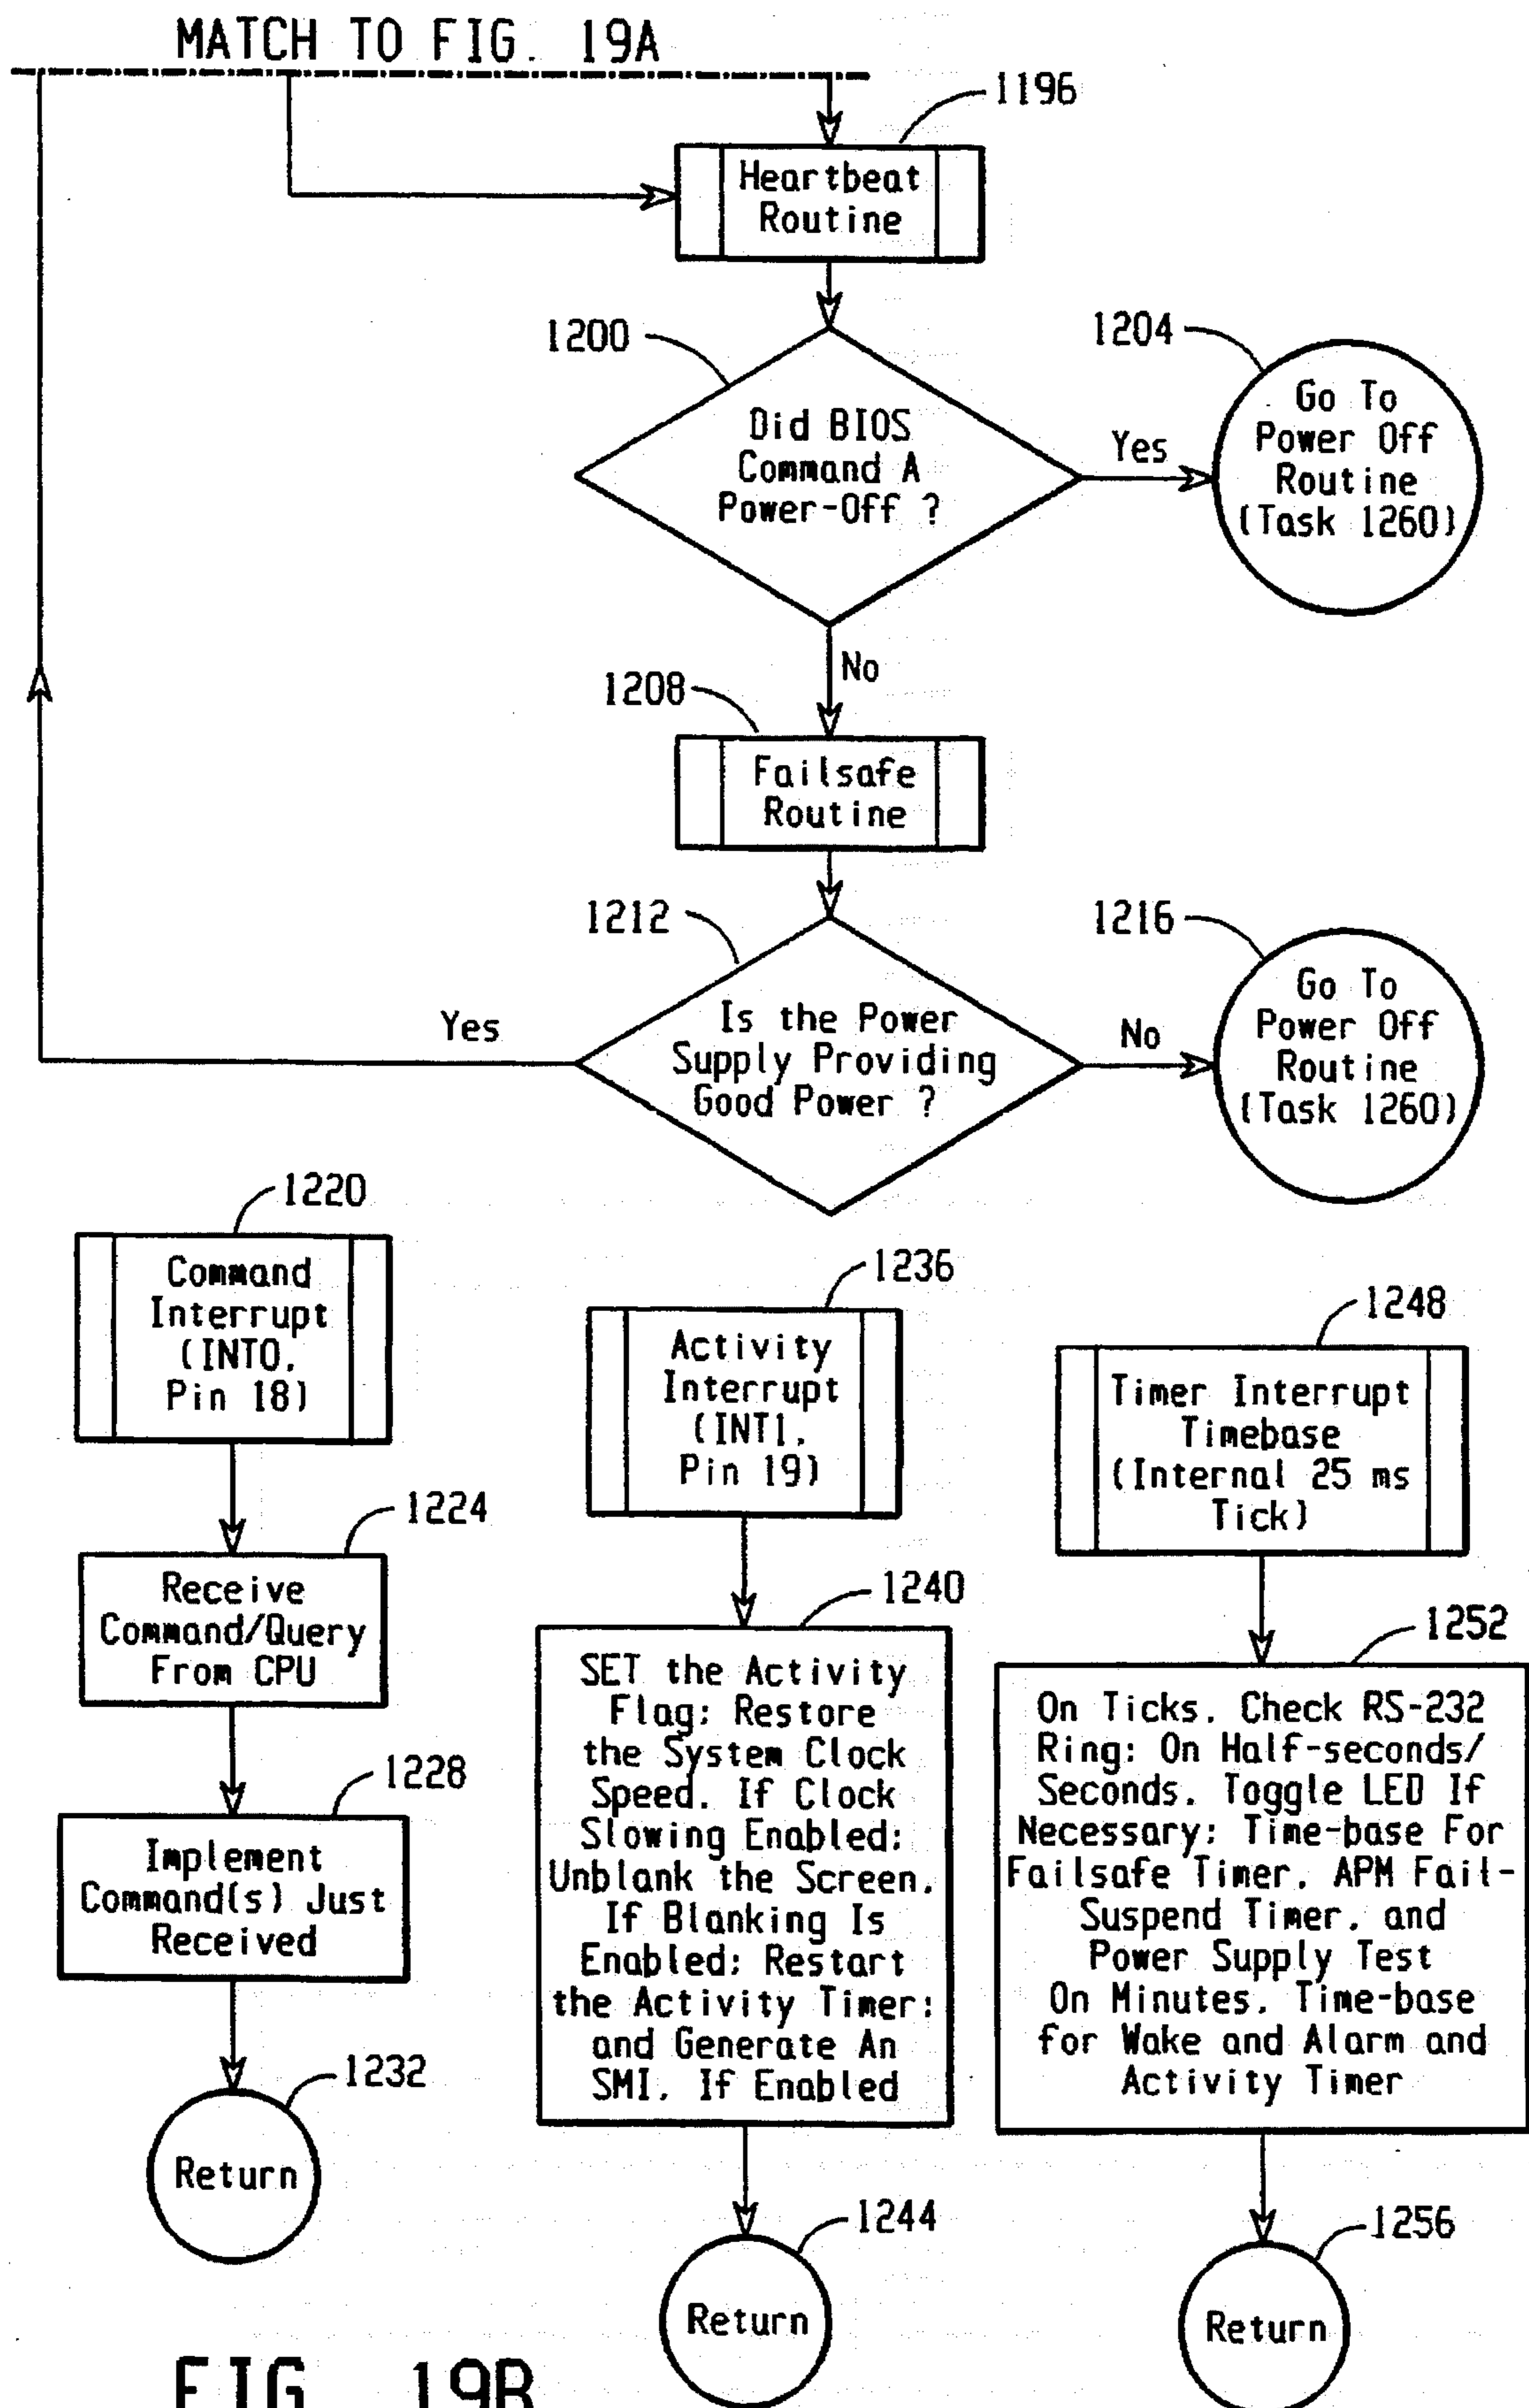 MATCH TO FIG. 19A
1196
Heartbeat
Routine
1200
Did BIOS
Command A
Power-Off ?
Yes
1204
Go To
Power Off
Routine
(Task 1260)
No
1208
Failsafe
Routine
1212
Is the Power
Supply Providing
Good Power ?
Yes
No
1216
Go To
Power Off
Routine
(Task 1260)
1220
Command
Interrupt
(INT0,
Pin 18)
1224
Receive
Command/Query
From CPU
1228
Implement
Command(s) Just
Received
1232
Return
1236
Activity
Interrupt
(INT1,
Pin 19)
1240
SET the Activity
Flag; Restore
the System Clock
Speed, If Clock
Slowing Enabled;
Unblank the Screen,
If Blanking Is
Enabled; Restart
the Activity Timer;
and Generate An
SMI, If Enabled
1244
Return
1248
Timer Interrupt
Timebase
(Internal 25 ms
Tick)
1252
On Ticks, Check RS-232
Ring; On Half-seconds/
Seconds, Toggle LED If
Necessary; Time-base For
Failsafe Timer, APM Fail-
Suspend Timer, and
Power Supply Test
On Minutes, Time-base
for Wake and Alarm and
Activity Timer
1256
Return
FIG. 19B